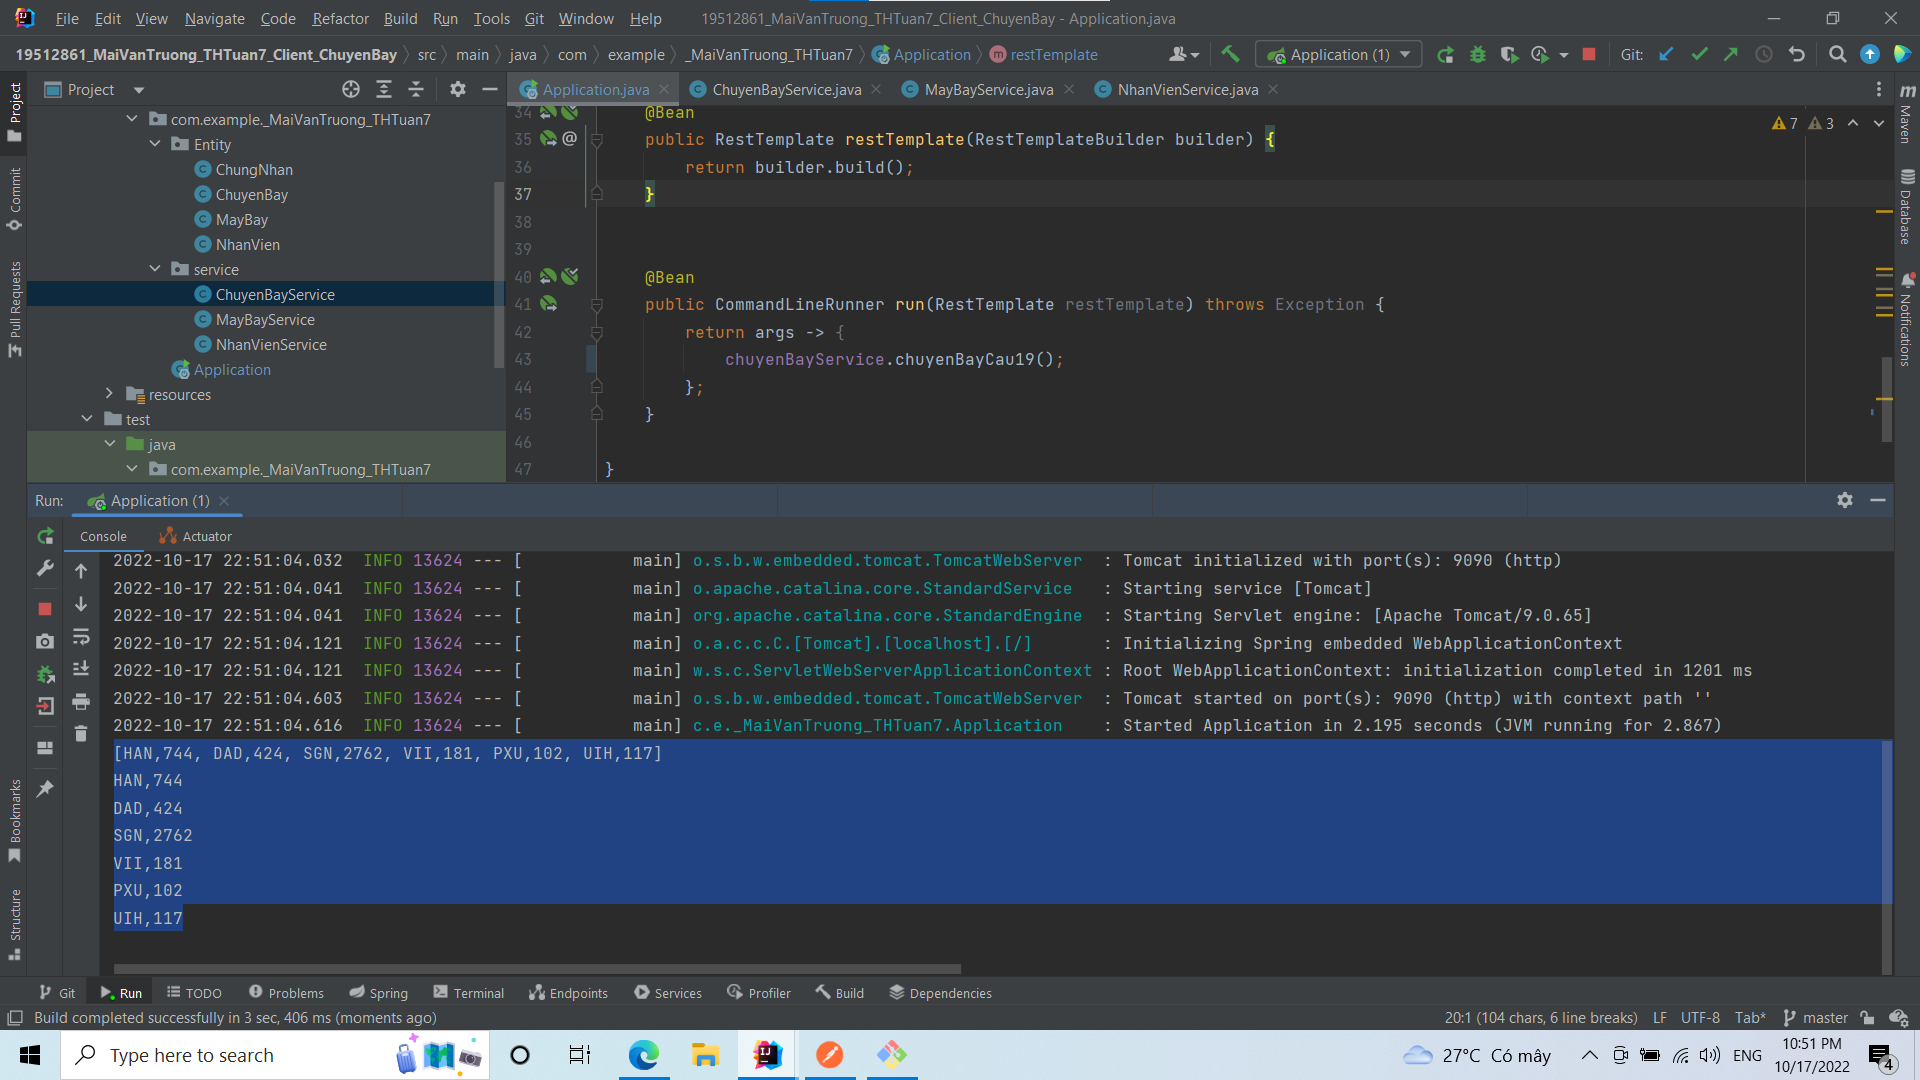 File Edit View Navigate Code Refactor Build Run Tools Git Window Help 19512861_MaiVanTruong_THTuan7_Client_ChuyenBay - Application.java
19512861_MaiVanTruong_THTuan7_Client_ChuyenBay src main java com example _MaiVanTruong_THTuan7 Application m restTemplate Application (1) Git:
Project
Application.java ChuyenBayService.java MayBayService.java NhanVienService.java
com.example._MaiVanTruong_THTuan7
Entity
ChungNhan
ChuyenBay
MayBay
NhanVien
service
ChuyenBayService
MayBayService
NhanVienService
Application
resources
test
java
com.example._MaiVanTruong_THTuan7
7 3
34 @Bean
35 @ public RestTemplate restTemplate(RestTemplateBuilder builder) {
36 return builder.build();
37 }
38
39
40 @Bean
41 public CommandLineRunner run(RestTemplate restTemplate) throws Exception {
42 return args -> {
43 chuyenBayService.chuyenBayCau19();
44 };
45 }
46
47 }
Project
Commit
Pull Requests
Bookmarks
Structure
m Maven
Database
Notifications
Run: Application (1)
Console Actuator
2022-10-17 22:51:04.032 INFO 13624 --- [ main] o.s.b.w.embedded.tomcat.TomcatWebServer : Tomcat initialized with port(s): 9090 (http)
2022-10-17 22:51:04.041 INFO 13624 --- [ main] o.apache.catalina.core.StandardService : Starting service [Tomcat]
2022-10-17 22:51:04.041 INFO 13624 --- [ main] org.apache.catalina.core.StandardEngine : Starting Servlet engine: [Apache Tomcat/9.0.65]
2022-10-17 22:51:04.121 INFO 13624 --- [ main] o.a.c.c.C.[Tomcat].[localhost].[/] : Initializing Spring embedded WebApplicationContext
2022-10-17 22:51:04.121 INFO 13624 --- [ main] w.s.c.ServletWebServerApplicationContext : Root WebApplicationContext: initialization completed in 1201 ms
2022-10-17 22:51:04.603 INFO 13624 --- [ main] o.s.b.w.embedded.tomcat.TomcatWebServer : Tomcat started on port(s): 9090 (http) with context path ''
2022-10-17 22:51:04.616 INFO 13624 --- [ main] c.e._MaiVanTruong_THTuan7.Application : Started Application in 2.195 seconds (JVM running for 2.867)
[HAN,744, DAD,424, SGN,2762, VII,181, PXU,102, UIH,117]
HAN,744
DAD,424
SGN,2762
VII,181
PXU,102
UIH,117
Git Run TODO Problems Spring Terminal Endpoints Services Profiler Build Dependencies
Build completed successfully in 3 sec, 406 ms (moments ago) 20:1 (104 chars, 6 line breaks) LF UTF-8 Tab* master
Type here to search 27°C Có mây ENG 10:51 PM
10/17/2022 4